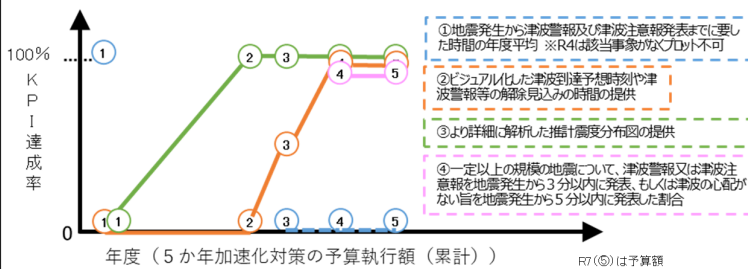 100%
KPI達成率
0
①
①
①
②
②
③
③
④
④
⑤
⑤
③
④
⑤
①地震発生から津波警報及び津波注意報発表までに要し
た時間の年度平均 ※R4は該当事象がなくプロット不可
②ビジュアル化した津波到達予想時刻や津
波警報等の解除見込みの時間の提供
③より詳細に解析した推計震度分布図の提供
④一定以上の規模の地震について、津波警報又は津波注
意報を地震発生から３分以内に発表、もしくは津波の心配が
ない旨を地震発生から５分以内に発表した割合
年度（５か年加速化対策の予算執行額（累計））
R7（⑤）は予算額